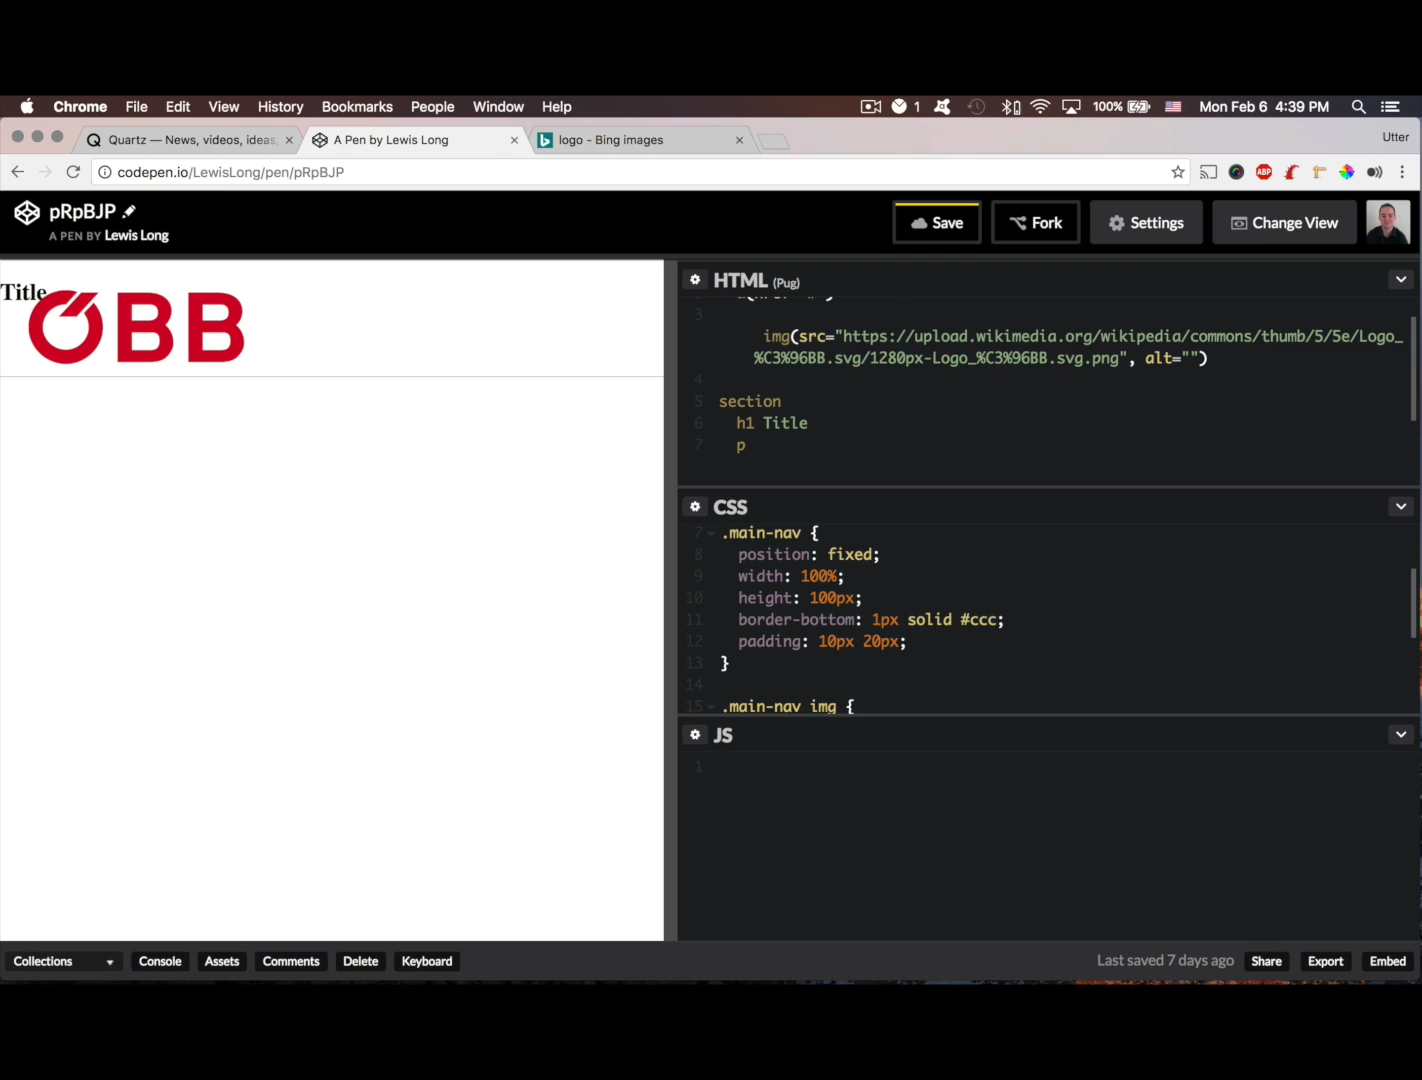 Chrome File Edit View History Bookmarks People Window Help 1 100% Mon Feb 6 4:39 PM
Quartz — News, videos, ideas, A Pen by Lewis Long logo - Bing images Utter
codepen.io/LewisLong/pen/pRpBJP ABP
pRpBJP
A PEN BY Lewis Long
Save Fork Settings Change View
Title
ÖBB
HTML (Pug)
3
img(src="https://upload.wikimedia.org/wikipedia/commons/thumb/5/5e/Logo_
%C3%96BB.svg/1280px-Logo_%C3%96BB.svg.png", alt="")
4
5 section
6 h1 Title
7 p
CSS
7 .main-nav {
8 position: fixed;
9 width: 100%;
10 height: 100px;
11 border-bottom: 1px solid #ccc;
12 padding: 10px 20px;
13 }
14
15 .main-nav img {
JS
1
Collections Console Assets Comments Delete Keyboard Last saved 7 days ago Share Export Embed